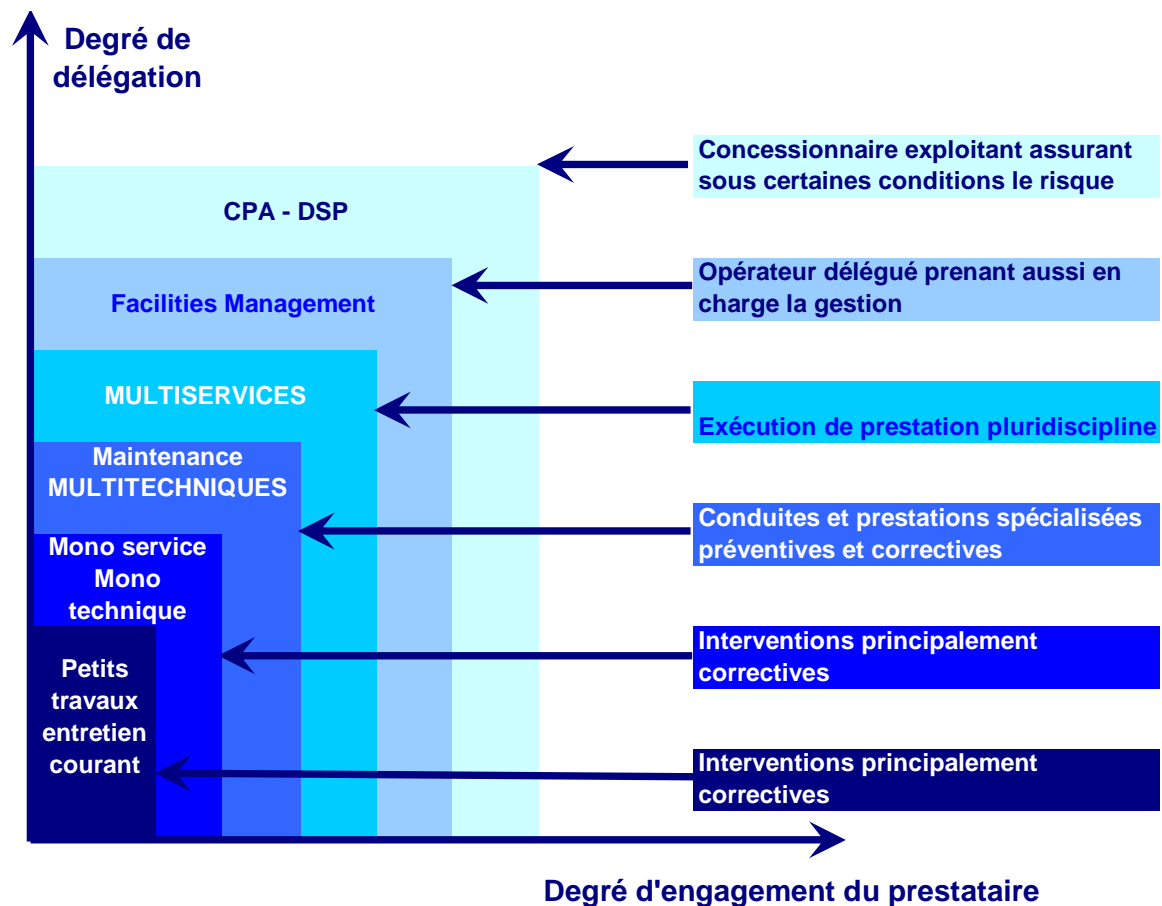 Degré de
délégation
Concessionnaire exploitant assurant
sous certaines conditions le risque
CPA - DSP
Opérateur délégué prenant aussi en
charge la gestion
Facilities Management
MULTISERVICES
Exécution de prestation pluridiscipline
Maintenance
MULTITECHNIQUES
Conduites et prestations spécialisées
préventives et correctives
Mono service
Mono
technique
Interventions principalement
correctives
Petits
travaux
entretien
courant
Interventions principalement
correctives
Degré d'engagement du prestataire